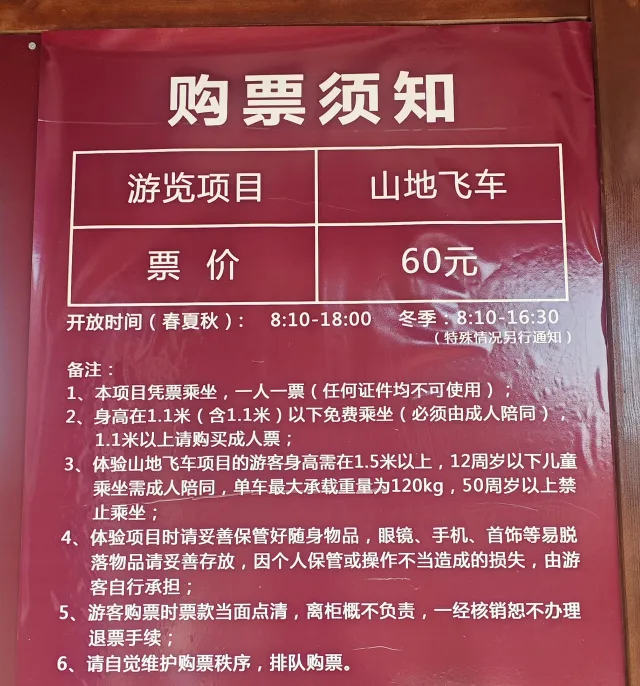 购票须知
游览项目 山地飞车
票 价 60元
开放时间（春夏秋）： 8:10-18:00 冬季：8:10-16:30
（特殊情况另行通知）
备注：
1、本项目凭票乘坐，一人一票（任何证件均不可使用）；
2、身高在1.1米（含1.1米）以下免费乘坐（必须由成人陪同），
1.1米以上请购买成人票；
3、体验山地飞车项目的游客身高需在1.5米以上，12周岁以下儿童
乘坐需成人陪同，单车最大承载重量为120kg，50周岁以上禁
止乘坐；
4、体验项目时请妥善保管好随身物品，眼镜、手机、首饰等易脱
落物品请妥善存放，因个人保管或操作不当造成的损失，由游
客自行承担；
5、游客购票时票款当面点清，离柜概不负责，一经核销恕不办理
退票手续；
6、请自觉维护购票秩序，排队购票。